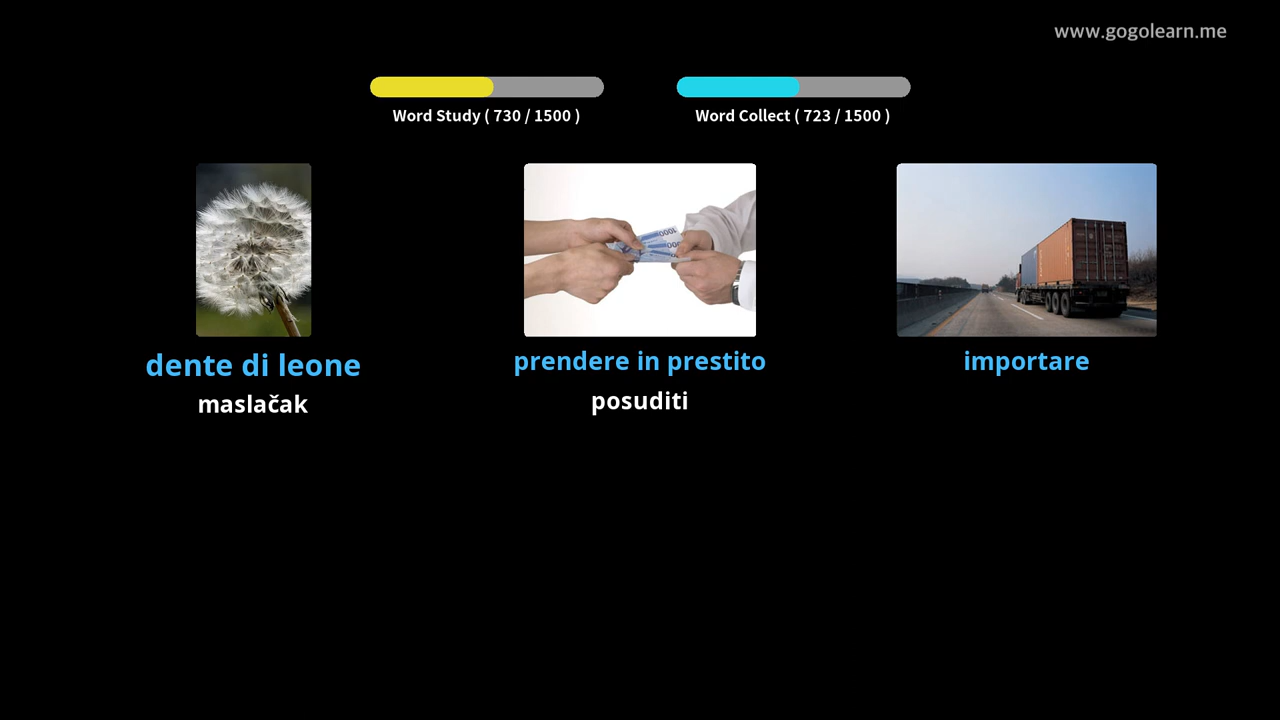 www.gogolearn.me
Word Study ( 730 / 1500 )
Word Collect ( 723 / 1500 )
dente di leone
maslačak
prendere in prestito
posuditi
importare